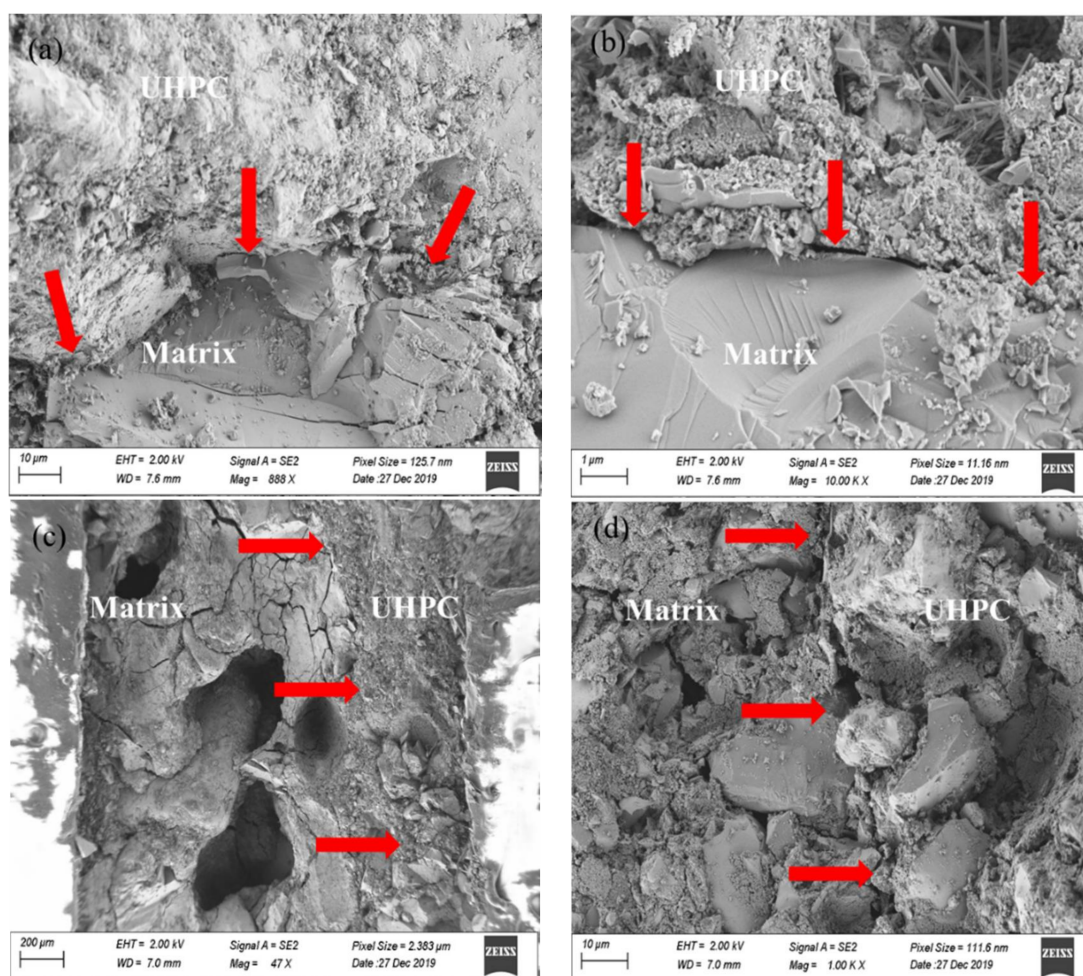 (a)
UHPC
Matrix
10 µm
EHT = 2.00 kV
WD = 7.6 mm
Signal A = SE2
Mag = 888 X
Pixel Size = 125.7 nm
Date :27 Dec 2019
ZEISS
(b)
UHPC
Matrix
1 µm
EHT = 2.00 kV
WD = 7.6 mm
Signal A = SE2
Mag = 10.00 K X
Pixel Size = 11.16 nm
Date :27 Dec 2019
ZEISS
(c)
Matrix
UHPC
200 µm
EHT = 2.00 kV
WD = 7.0 mm
Signal A = SE2
Mag = 47 X
Pixel Size = 2.383 µm
Date :27 Dec 2019
ZEISS
(d)
Matrix
UHPC
10 µm
EHT = 2.00 kV
WD = 7.0 mm
Signal A = SE2
Mag = 1.00 K X
Pixel Size = 111.6 nm
Date :27 Dec 2019
ZEISS